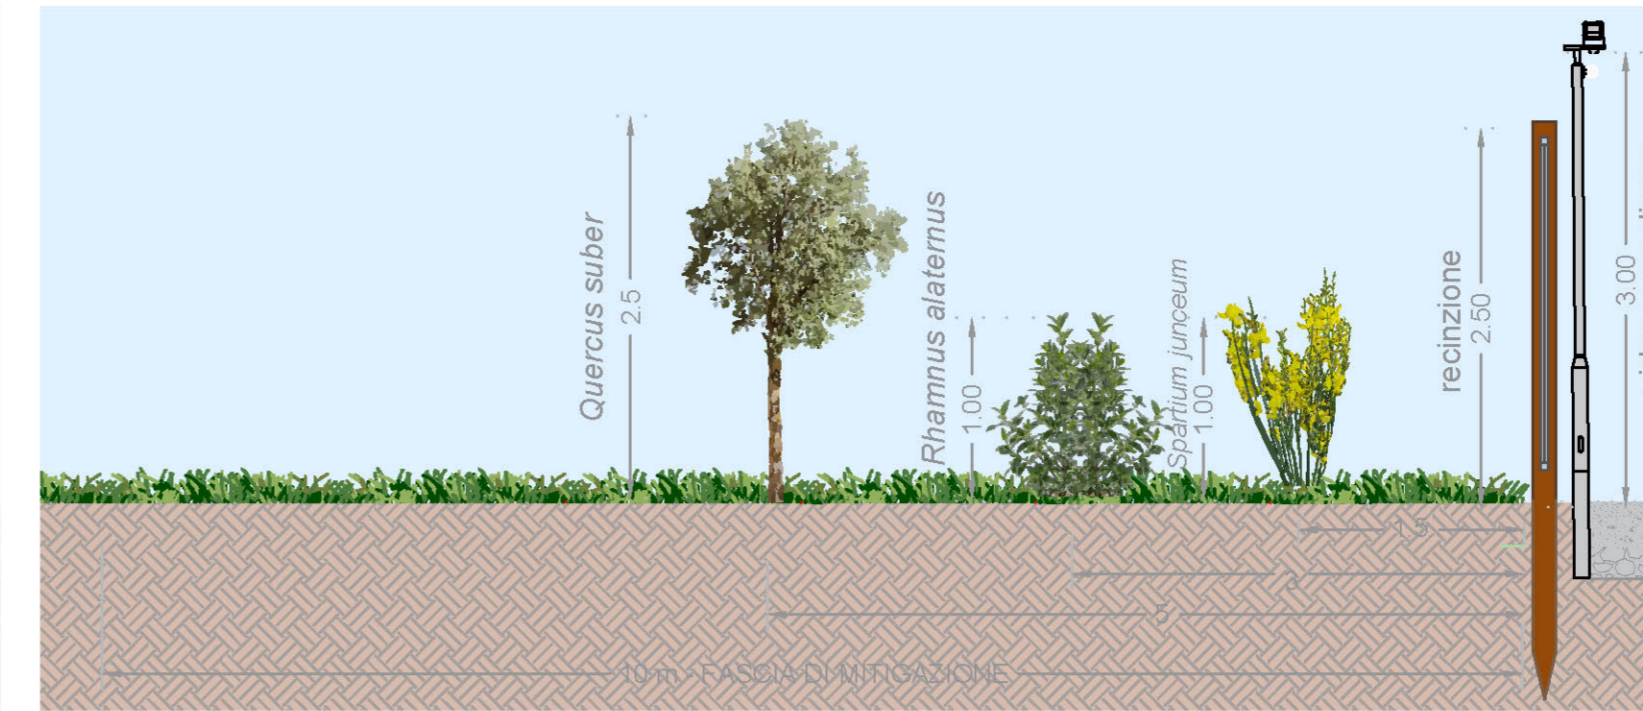 Quercus suber
2.5
Rhamnus alaternus
1.00
Spartium junceum
1.00
recinzione
2.50
3.00
1.5
3
5
10 m - FASCIA DI MITIGAZIONE